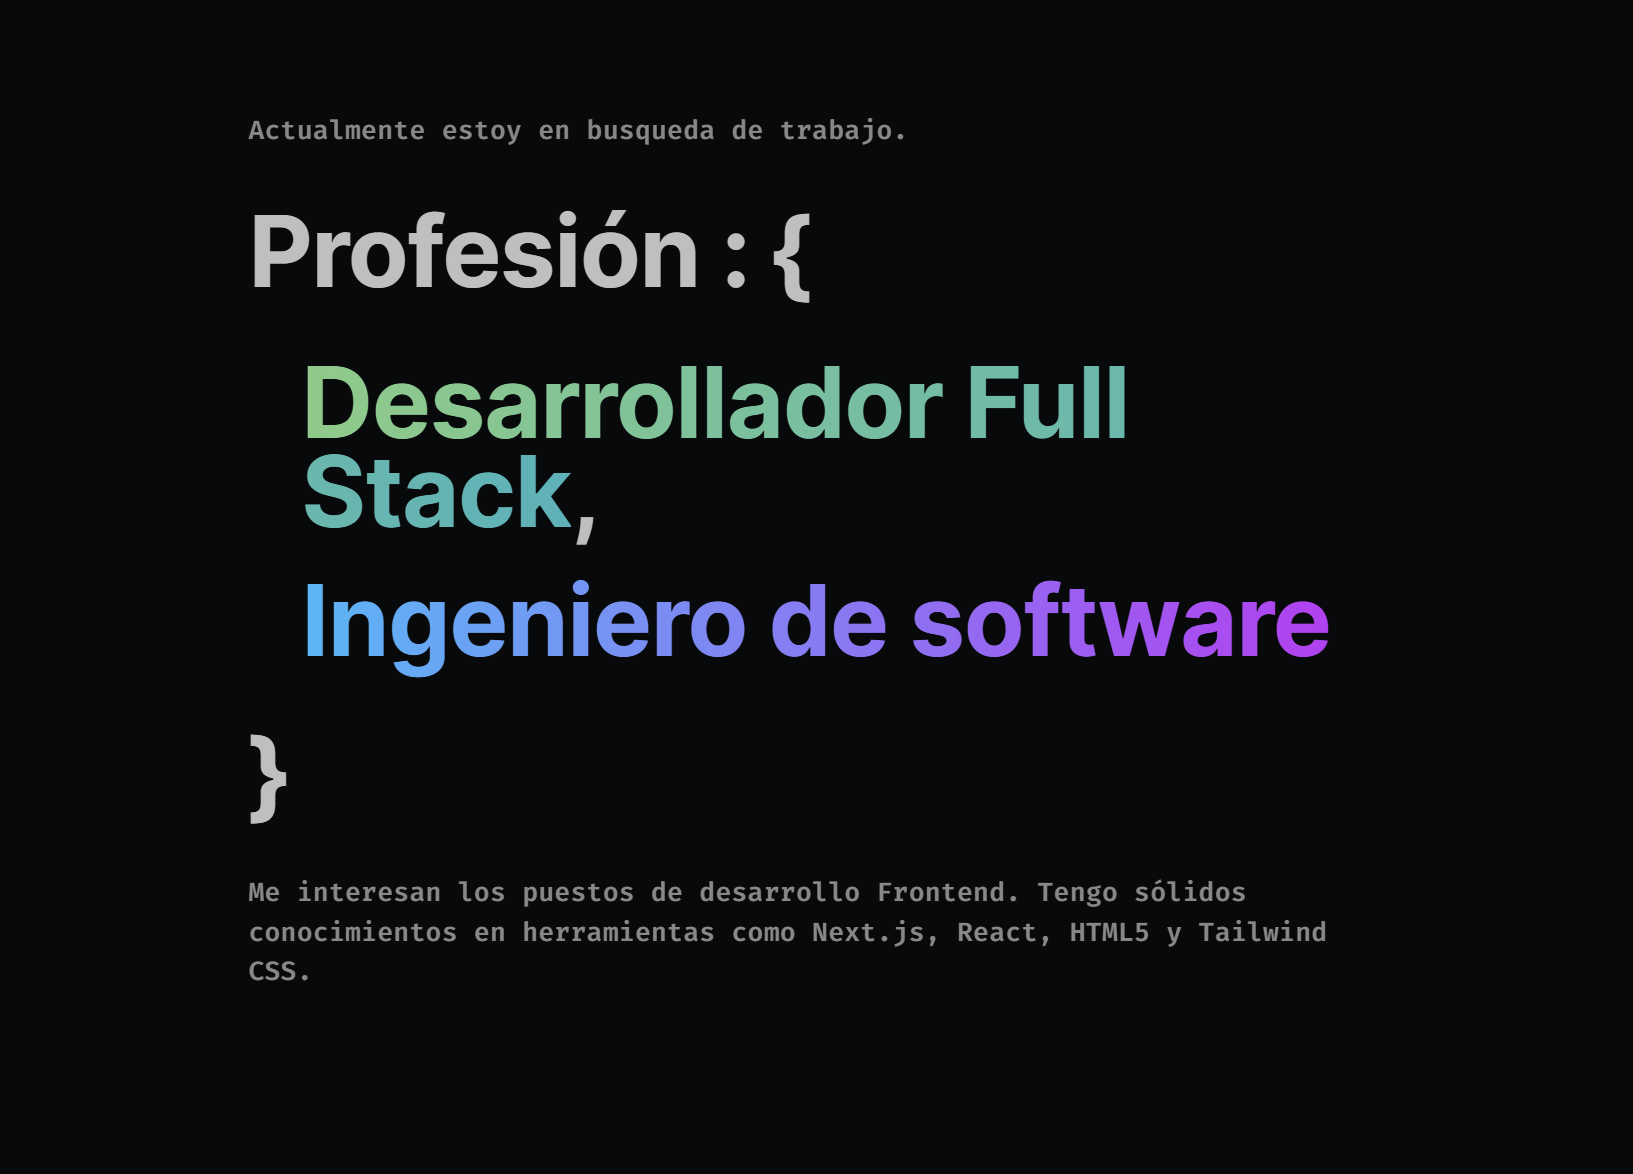 Actualmente estoy en busqueda de trabajo.
Profesión : {
Desarrollador Full
Stack,
Ingeniero de software
}
Me interesan los puestos de desarrollo Frontend. Tengo sólidos
conocimientos en herramientas como Next.js, React, HTML5 y Tailwind
CSS.